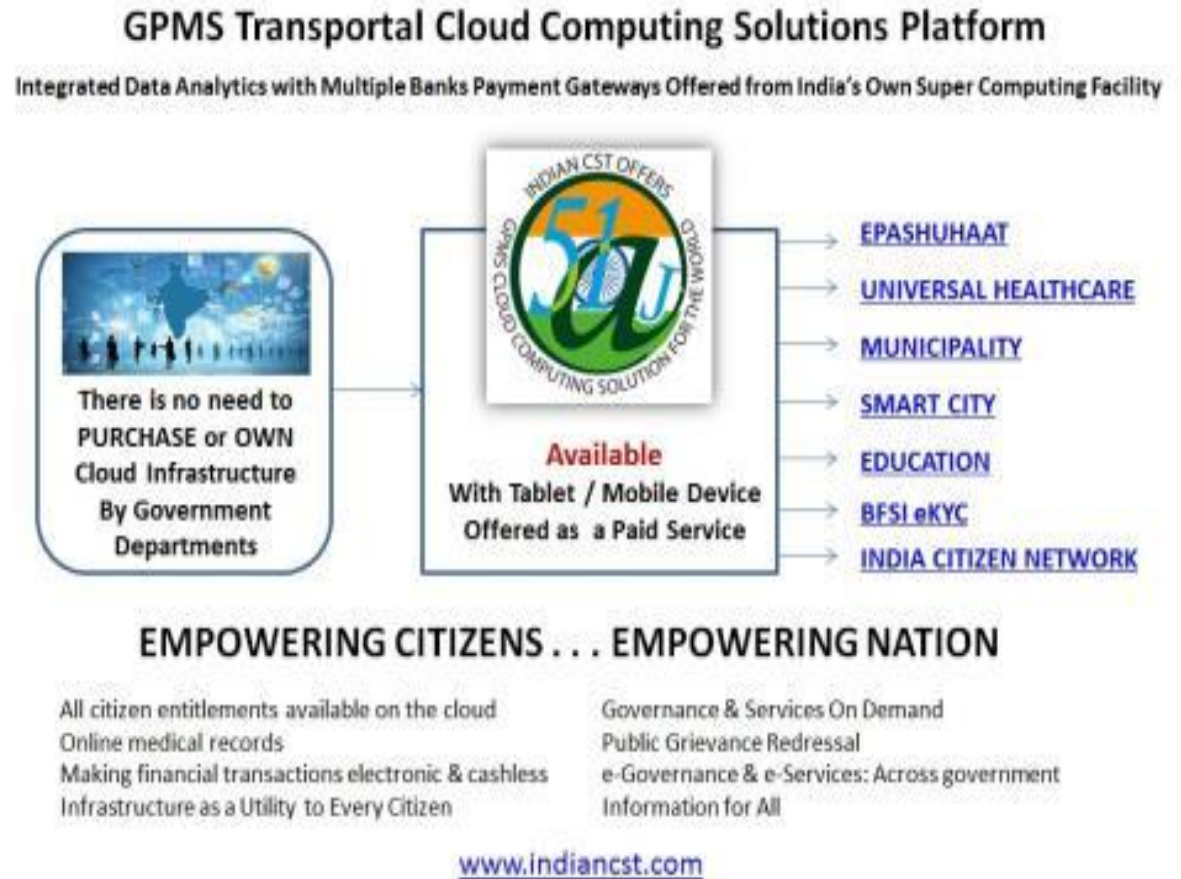 GPMS Transportal Cloud Computing Solutions Platform
Integrated Data Analytics with Multiple Banks Payment Gateways Offered from India's Own Super Computing Facility
There is no need to
PURCHASE or OWN
Cloud Infrastructure
By Government
Departments
INDIAN CST OFFERS
GPMS CLOUD COMPUTING SOLUTION FOR THE WORLD
51
a
J
Available
With Tablet / Mobile Device
Offered as a Paid Service
EPASHUHAAT
UNIVERSAL HEALTHCARE
MUNICIPALITY
SMART CITY
EDUCATION
BFSI eKYC
INDIA CITIZEN NETWORK
EMPOWERING CITIZENS . . . EMPOWERING NATION
All citizen entitlements available on the cloud
Online medical records
Making financial transactions electronic & cashless
Infrastructure as a Utility to Every Citizen
Governance & Services On Demand
Public Grievance Redressal
e-Governance & e-Services: Across government
Information for All
www.indiancst.com